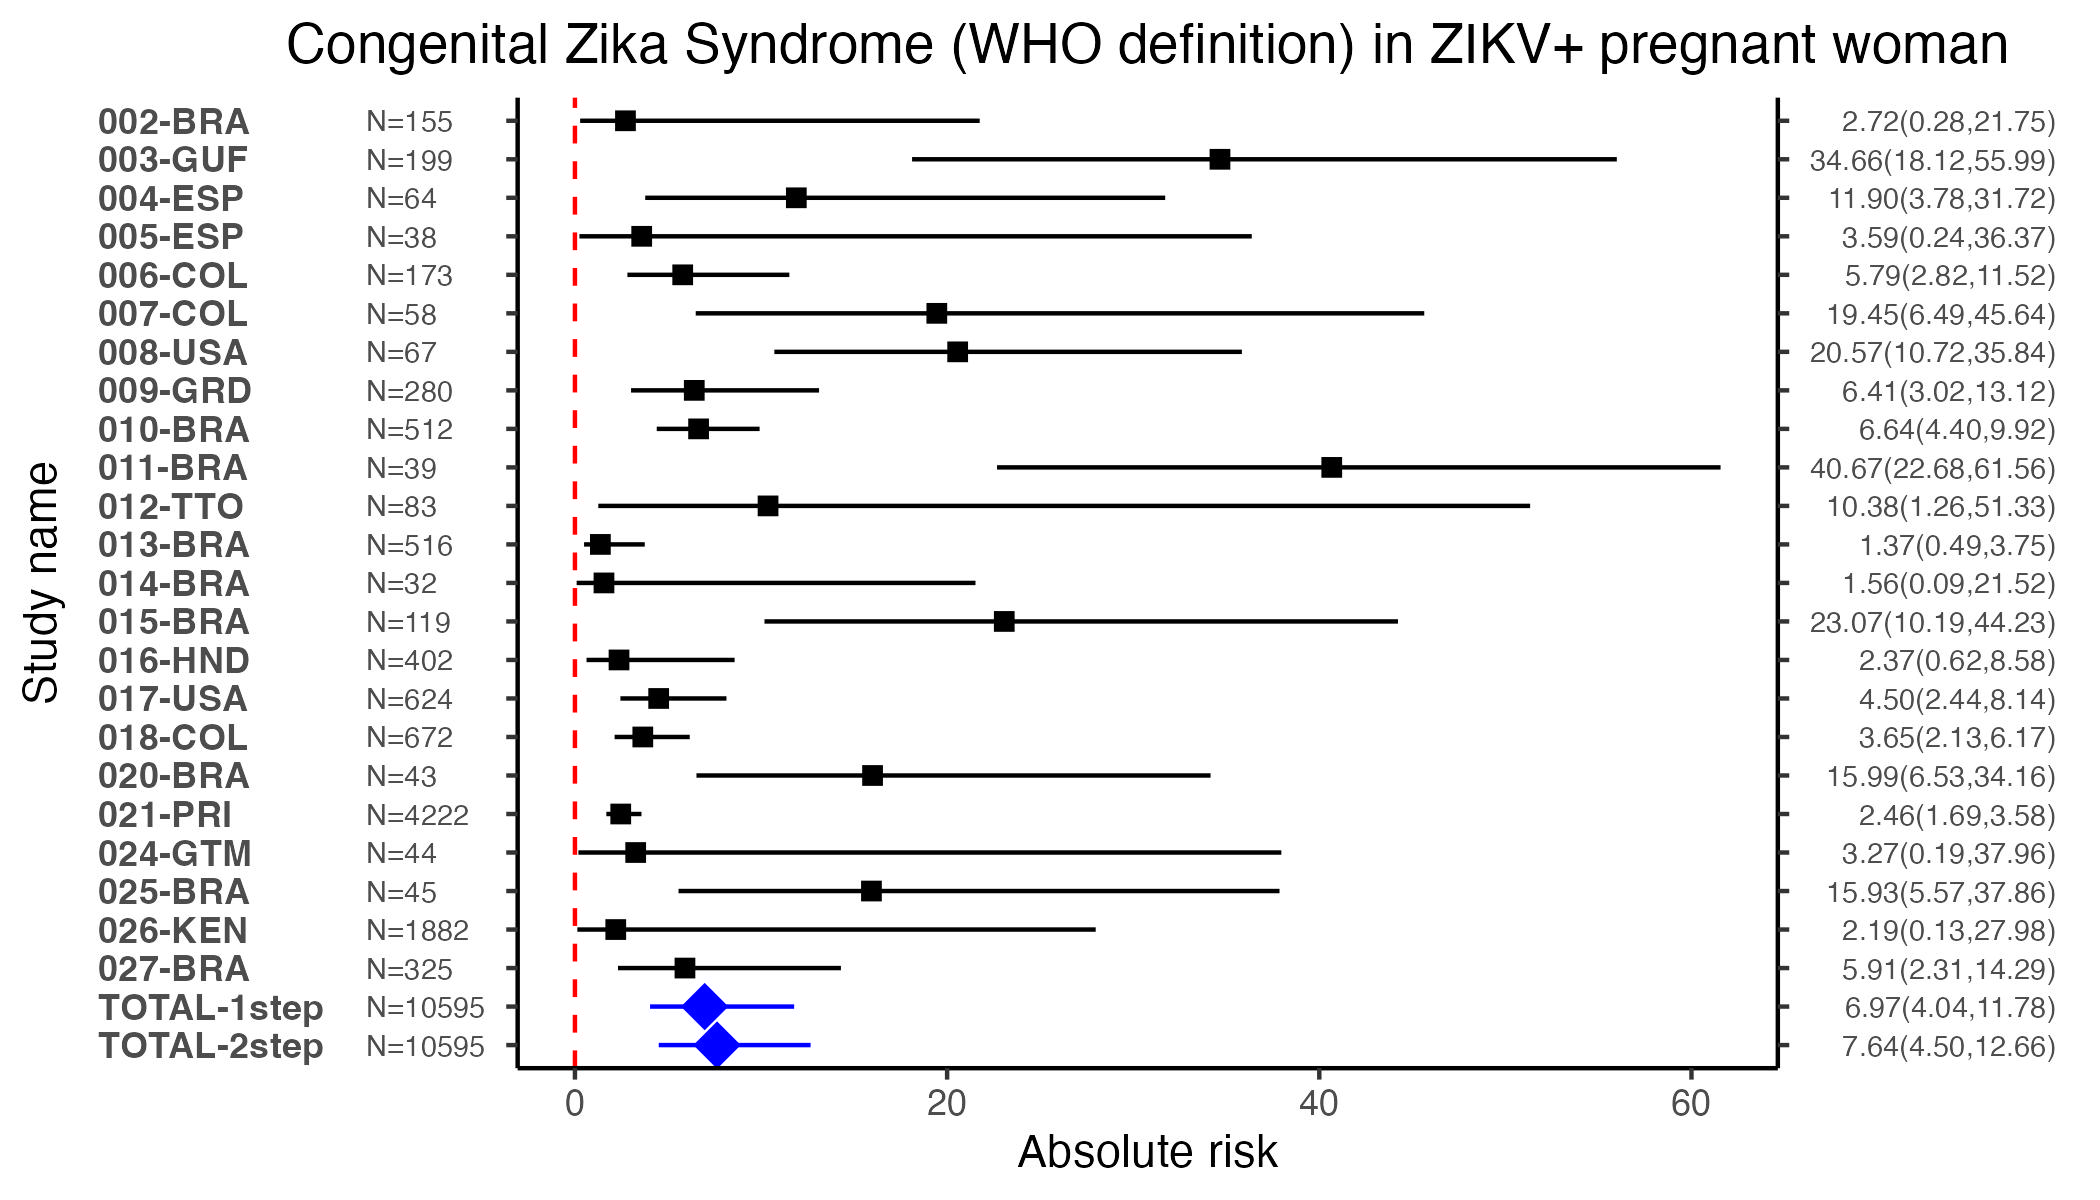 Congenital Zika Syndrome (WHO definition) in ZIKV+ pregnant woman
Study name
002-BRA N=155 2.72(0.28,21.75)
003-GUF N=199 34.66(18.12,55.99)
004-ESP N=64 11.90(3.78,31.72)
005-ESP N=38 3.59(0.24,36.37)
006-COL N=173 5.79(2.82,11.52)
007-COL N=58 19.45(6.49,45.64)
008-USA N=67 20.57(10.72,35.84)
009-GRD N=280 6.41(3.02,13.12)
010-BRA N=512 6.64(4.40,9.92)
011-BRA N=39 40.67(22.68,61.56)
012-TTO N=83 10.38(1.26,51.33)
013-BRA N=516 1.37(0.49,3.75)
014-BRA N=32 1.56(0.09,21.52)
015-BRA N=119 23.07(10.19,44.23)
016-HND N=402 2.37(0.62,8.58)
017-USA N=624 4.50(2.44,8.14)
018-COL N=672 3.65(2.13,6.17)
020-BRA N=43 15.99(6.53,34.16)
021-PRI N=4222 2.46(1.69,3.58)
024-GTM N=44 3.27(0.19,37.96)
025-BRA N=45 15.93(5.57,37.86)
026-KEN N=1882 2.19(0.13,27.98)
027-BRA N=325 5.91(2.31,14.29)
TOTAL-1step N=10595 6.97(4.04,11.78)
TOTAL-2step N=10595 7.64(4.50,12.66)
0 20 40 60
Absolute risk